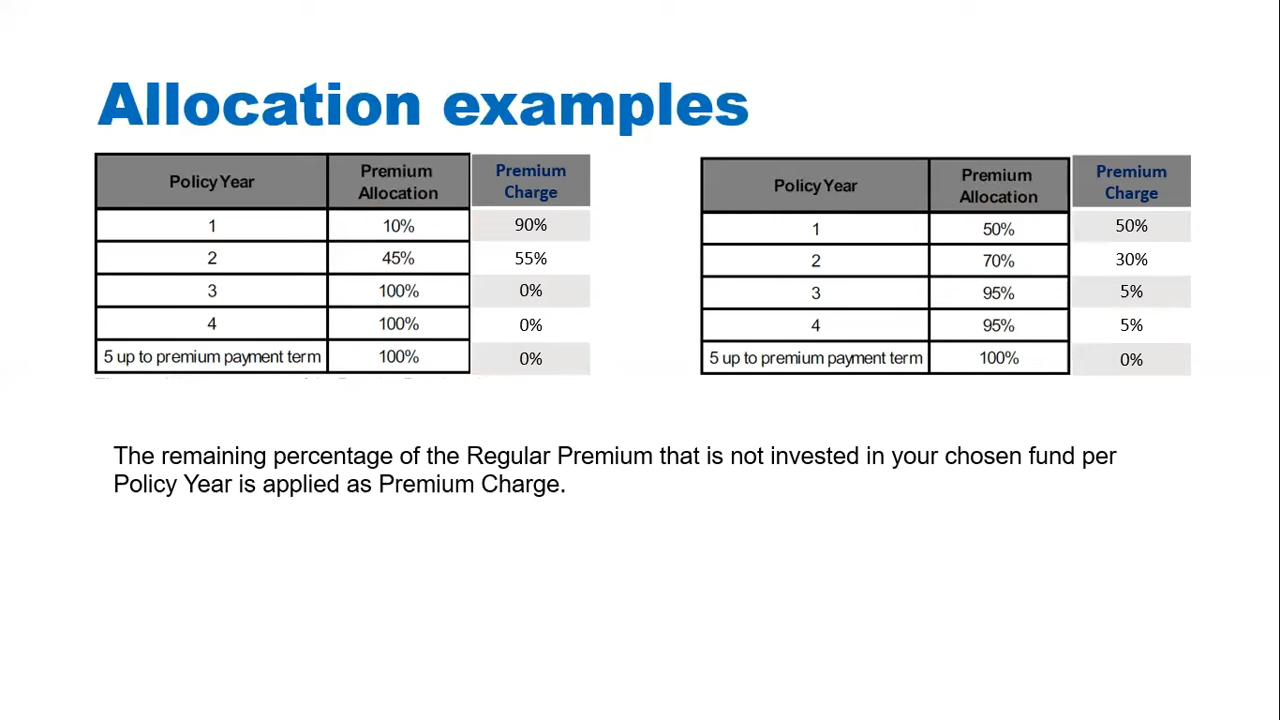 Allocation examples
Policy Year Premium Allocation Premium Charge
1 10% 90%
2 45% 55%
3 100% 0%
4 100% 0%
5 up to premium payment term 100% 0%
Policy Year Premium Allocation Premium Charge
1 50% 50%
2 70% 30%
3 95% 5%
4 95% 5%
5 up to premium payment term 100% 0%
The remaining percentage of the Regular Premium that is not invested in your chosen fund per
Policy Year is applied as Premium Charge.